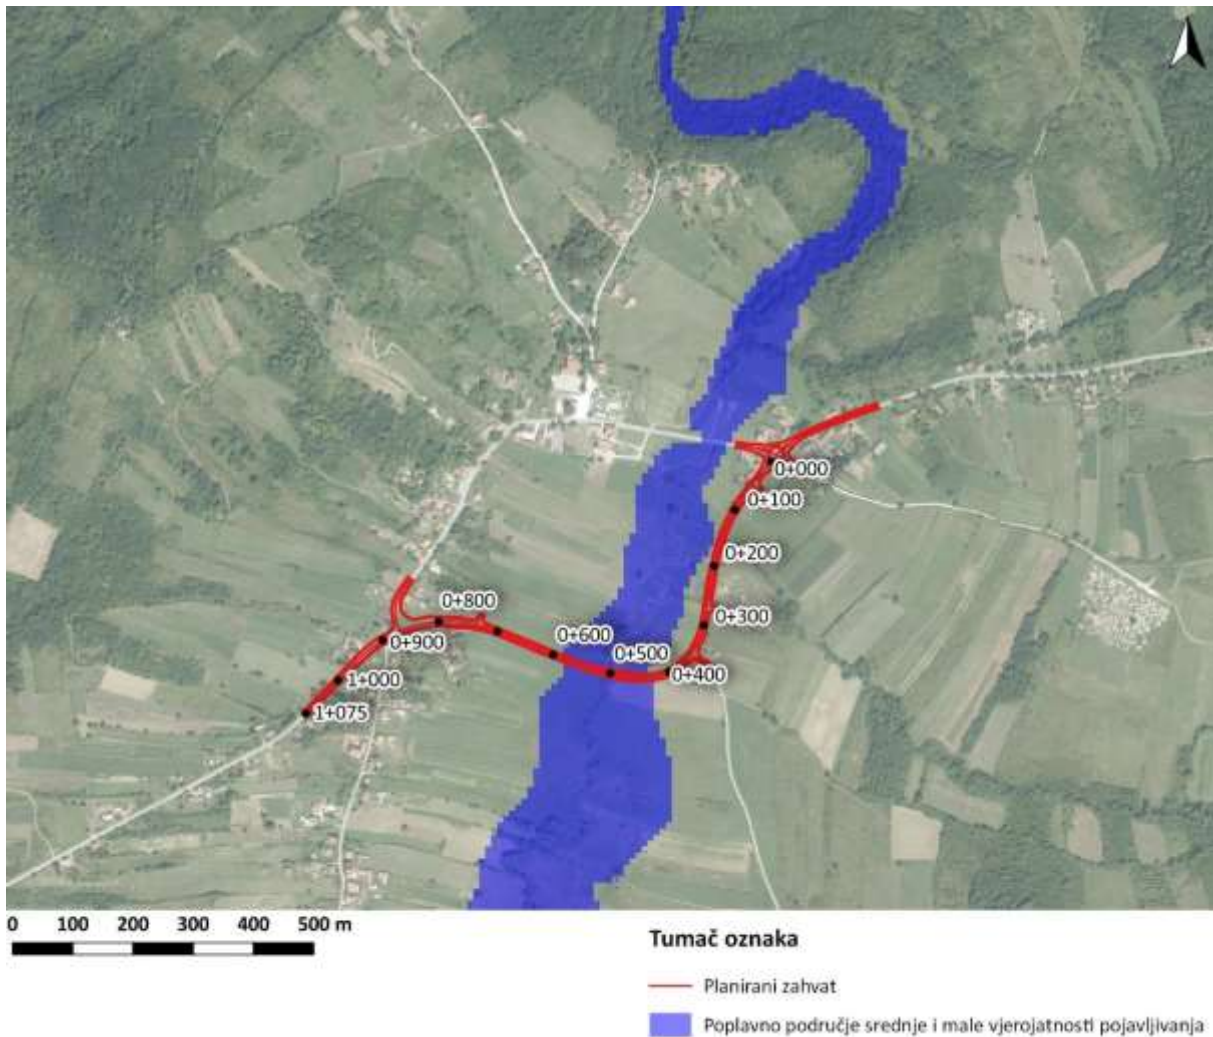 0+000
0+100
0+200
0+300
0+800
0+600
0+900
0+500
0+400
1+000
1+075
0 100 200 300 400 500 m
Tumač oznaka
Planirani zahvat
Poplavno područje srednje i male vjerojatnosti pojavljivanja